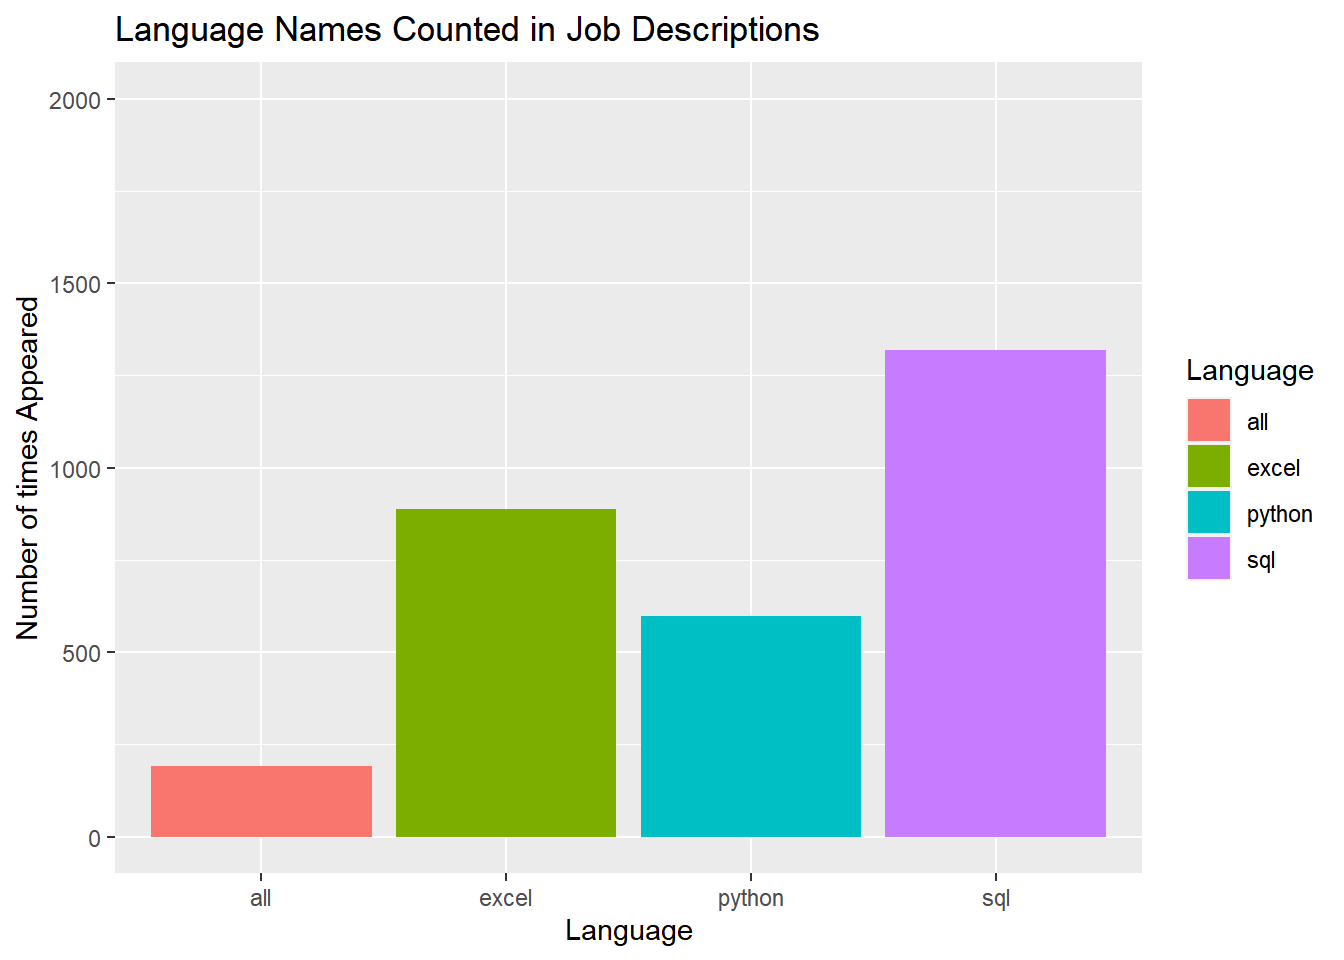 Language Names Counted in Job Descriptions
Number of times Appeared
2000
1500
1000
500
0
all
excel
python
sql
Language
Language
all
excel
python
sql